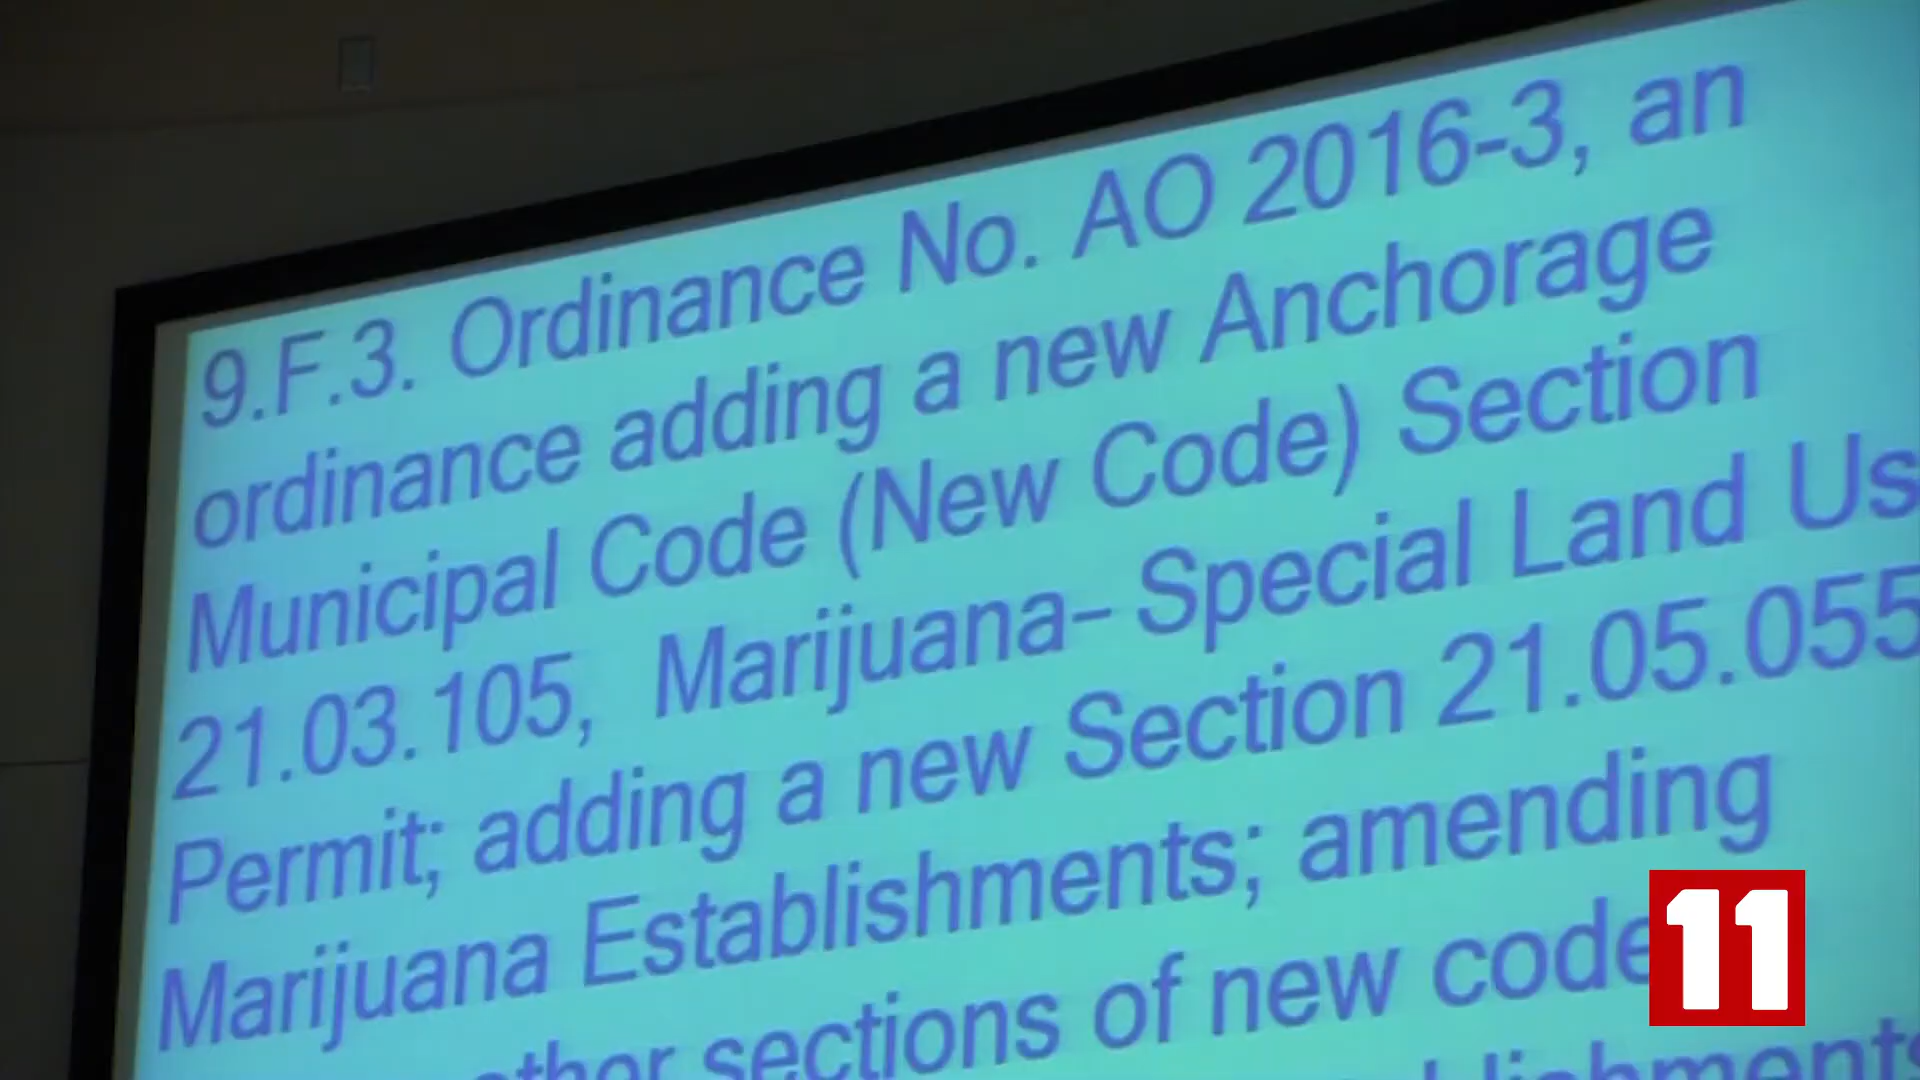 9.F.3. Ordinance No. AO 2016-3, an
ordinance adding a new Anchorage
Municipal Code (New Code) Section
21.03.105, Marijuana– Special Land Us
Permit; adding a new Section 21.05.055
Marijuana Establishments; amending
sections of new code
11